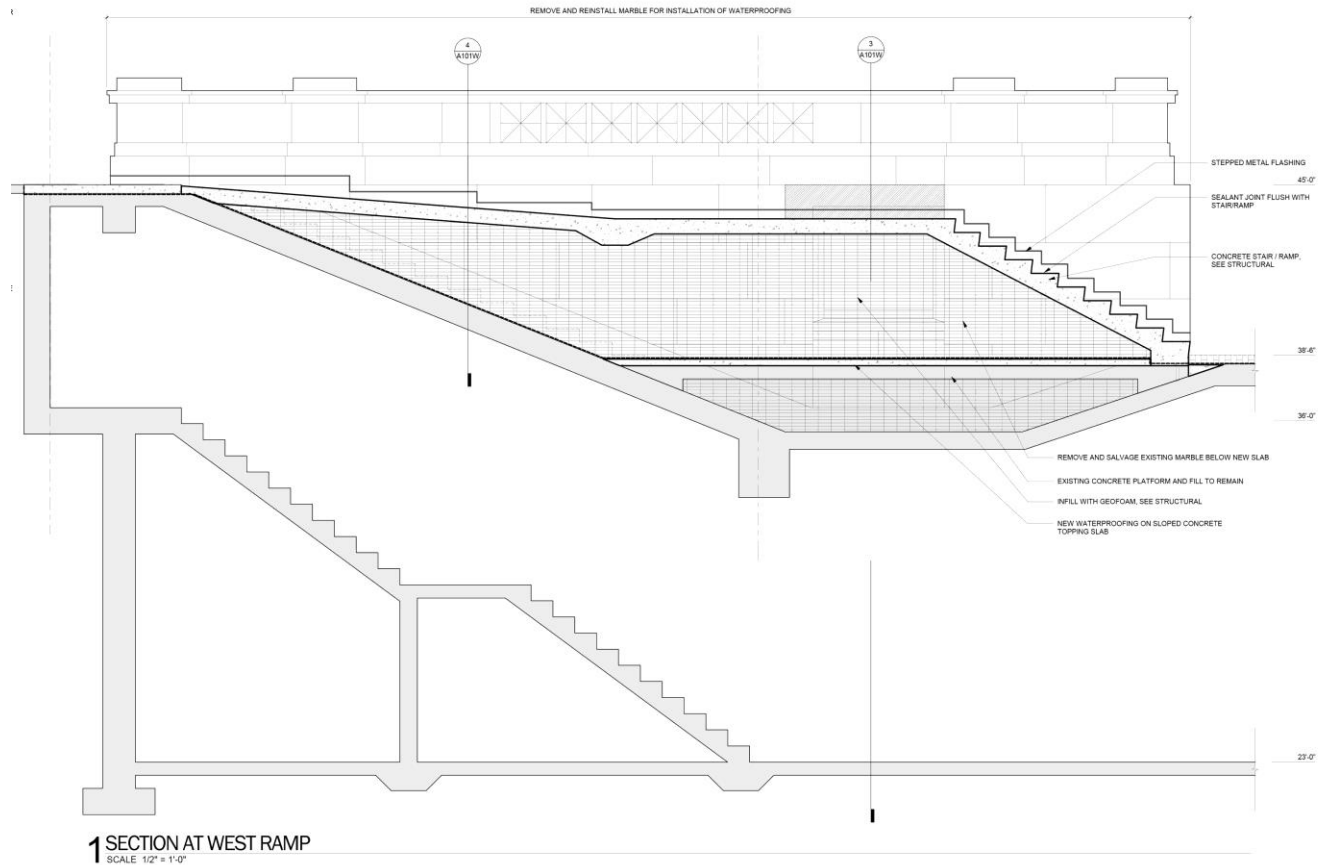 REMOVE AND REINSTALL MARBLE FOR INSTALLATION OF WATERPROOFING
4
A101W
3
A101W
STEPPED METAL FLASHING
45'-0"
SEALANT JOINT FLUSH WITH
STAIR/RAMP
CONCRETE STAIR / RAMP,
SEE STRUCTURAL
38'-6"
36'-0"
REMOVE AND SALVAGE EXISTING MARBLE BELOW NEW SLAB
EXISTING CONCRETE PLATFORM AND FILL TO REMAIN
INFILL WITH GEOFOAM, SEE STRUCTURAL
NEW WATERPROOFING ON SLOPED CONCRETE
TOPPING SLAB
23'-0"
1 SECTION AT WEST RAMP
SCALE 1/2" = 1'-0"